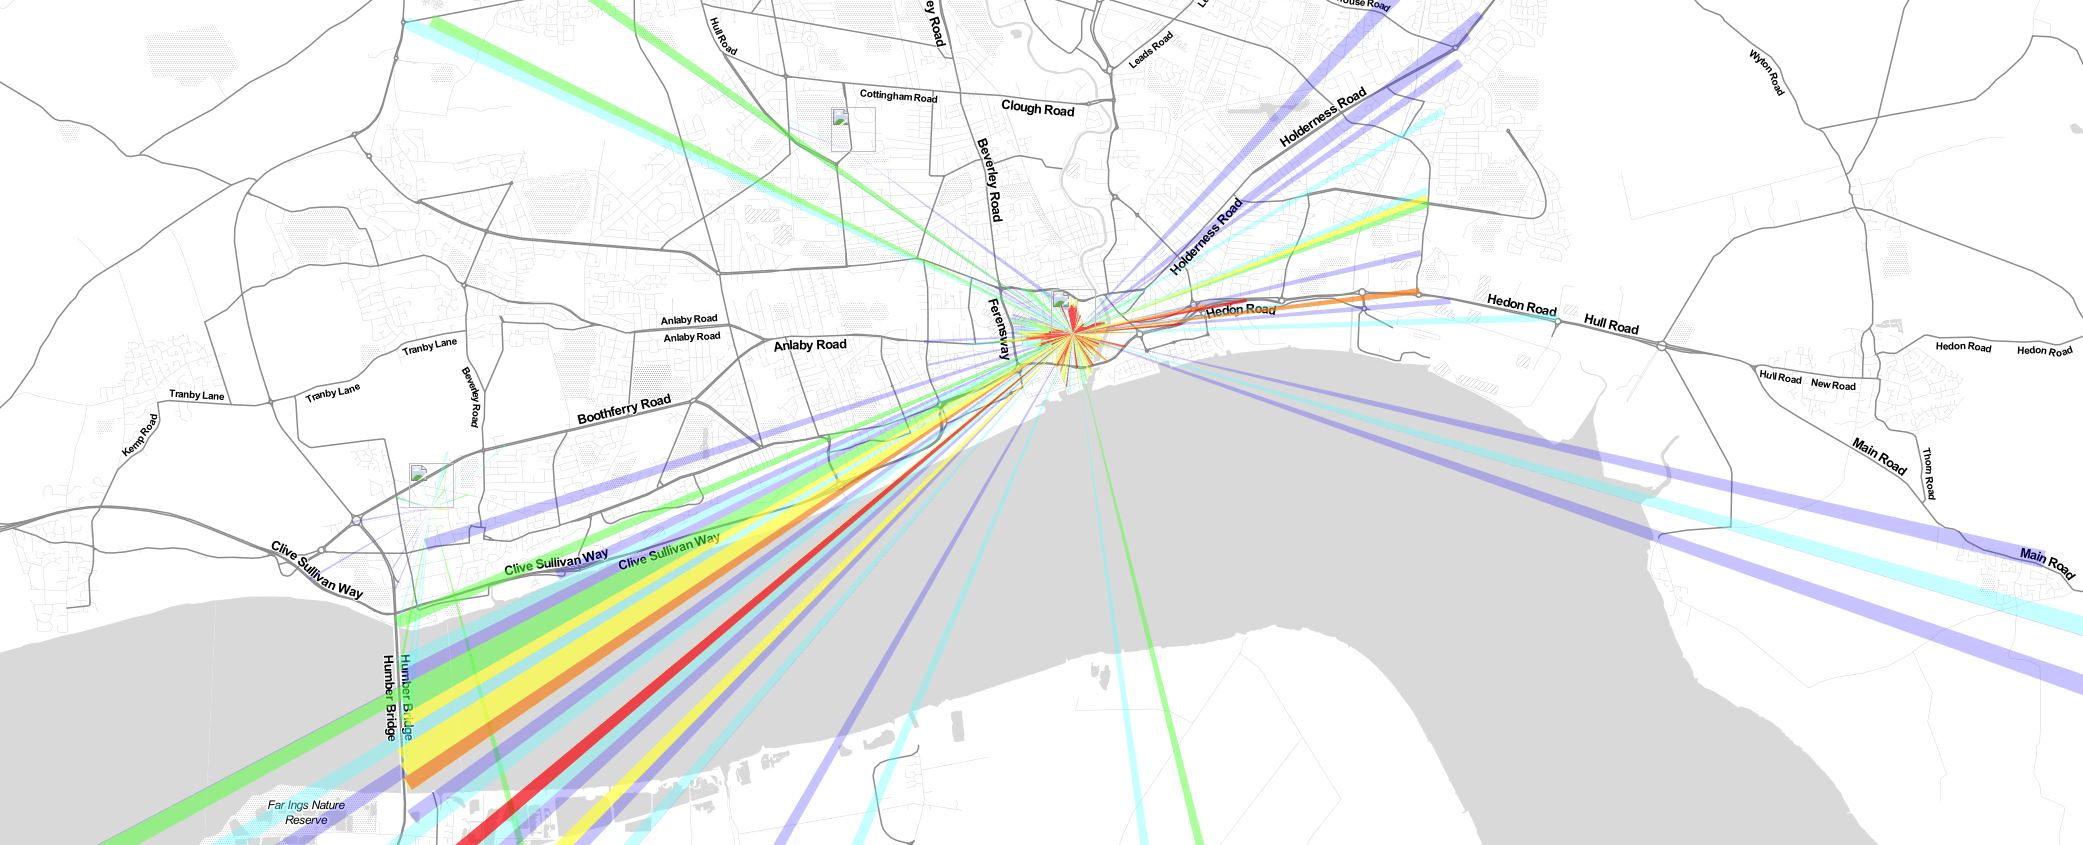 ouse Road
ey Road
Hull Road
Leads Road
Wyton Road
Cottingham Road
Clough Road
Holderness Road
Beverley Road
Holderness Road
Ferensway
Hedon Road
Hedon Road
Hull Road
Anlaby Road
Anlaby Road
Anlaby Road
Tranby Lane
Hedon Road
Hedon Road
Hull Road
New Road
Tranby Lane
Tranby Lane
Beverley Road
Boothferry Road
Kemp Road
Main Road
Thorn Road
Clive Sullivan Way
Clive Sullivan Way
Clive Sullivan Way
Main Road
Humber Bridge
Humber Bridge
Far Ings Nature
Reserve